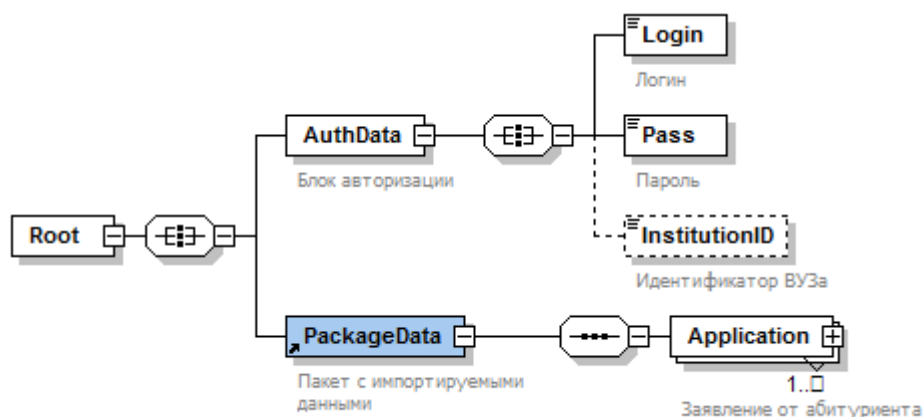 Login
Логин
AuthData
Блок авторизации
Pass
Пароль
Root
InstitutionID
Идентификатор ВУЗа
PackageData
Пакет с импортируемыми
данными
Application
1..□
Заявление от абитуриента